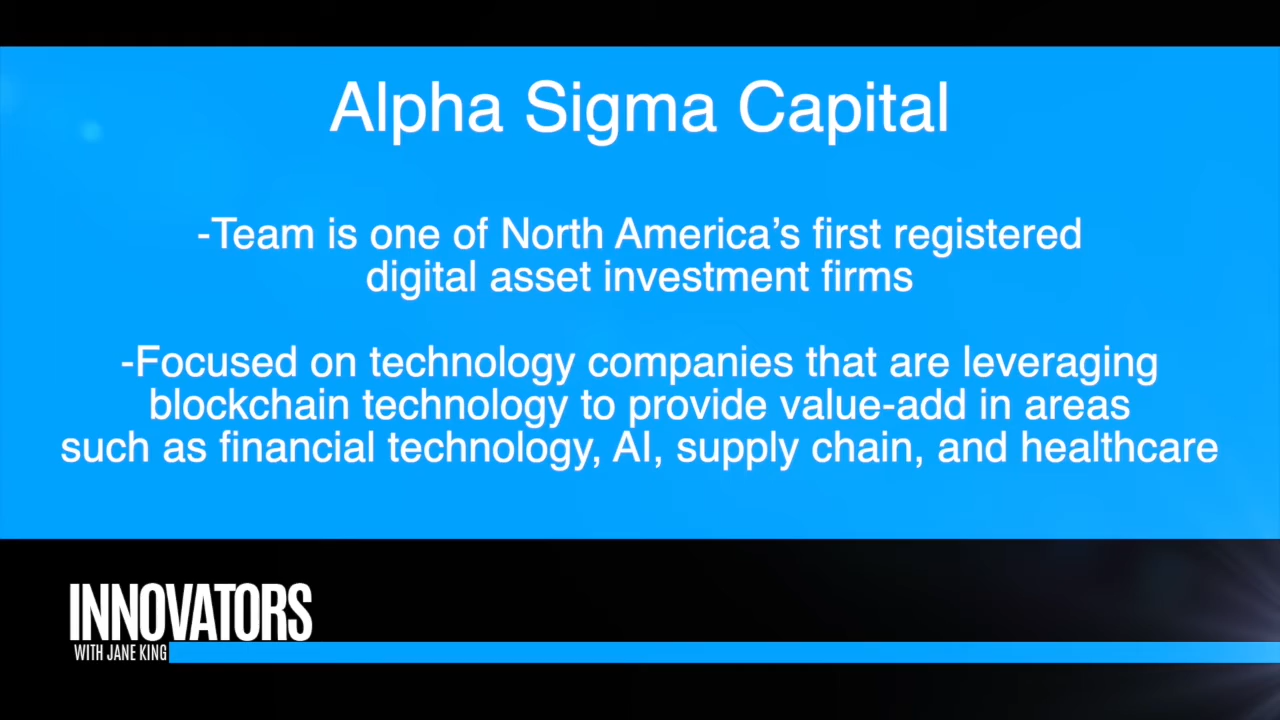 Alpha Sigma Capital
-Team is one of North America’s first registered
digital asset investment firms
-Focused on technology companies that are leveraging
blockchain technology to provide value-add in areas
such as financial technology, AI, supply chain, and healthcare
INNOVATORS
WITH JANE KING